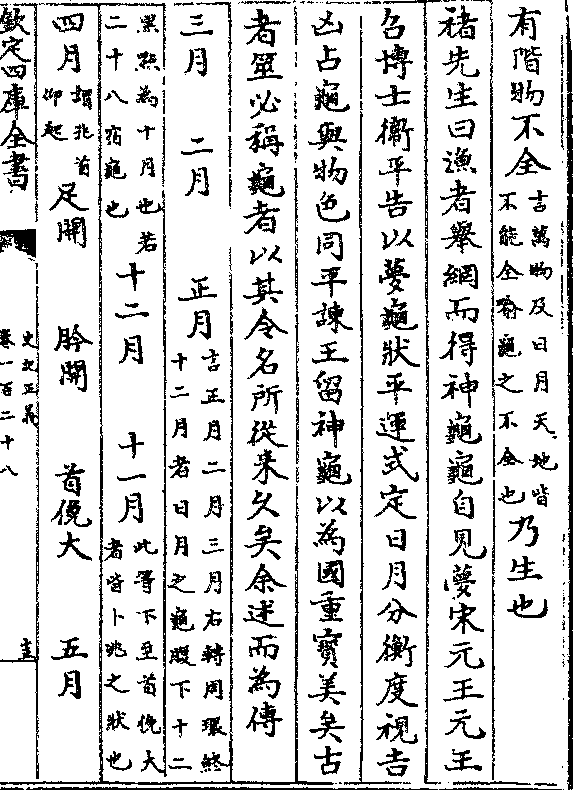 有階物不全言萬物及日月天地皆不能全喻龜之不全也乃生也
褚先生曰漁者舉網而得神龜龜自見夢宋元王元王
召博士衛平告以夢龜狀平運式定日月分衡度視吉
凶占龜與物色同平諫王留神龜以為國重寳美矣古
者筮必稱龜者以其令名所從来久矣余述而為傳
三月 二月 正月言正月二月三月右轉周環終十二月者日月之龜腹下十二
黑㸃為十月也若二十八宿龜也 十二月 十一月此等下至首俛大者皆卜兆之狀也
四月謂兆首仰起 足開 肣開 首俛大 五月
欽定四庫全書 史記正義 卷一百二十八